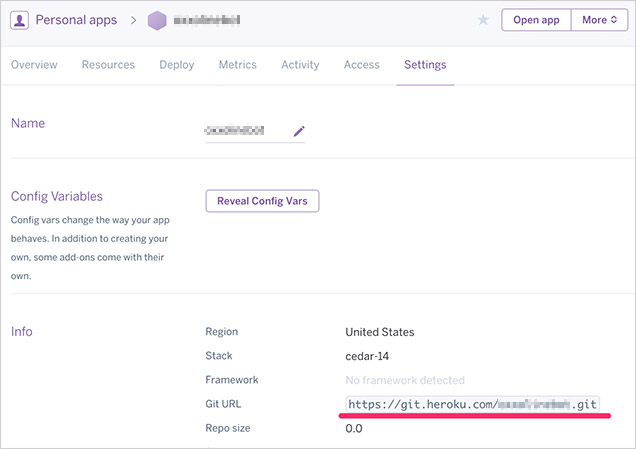 Personal apps >
Open app
More
Overview Resources Deploy Metrics Activity Access Settings
Name
Config Variables
Reveal Config Vars
Config vars change the way your app
behaves. In addition to creating your
own, some add-ons come with their
own.
Info
Region United States
Stack cedar-14
Framework No framework detected
Git URL https://git.heroku.com/ .git
Repo size 0.0